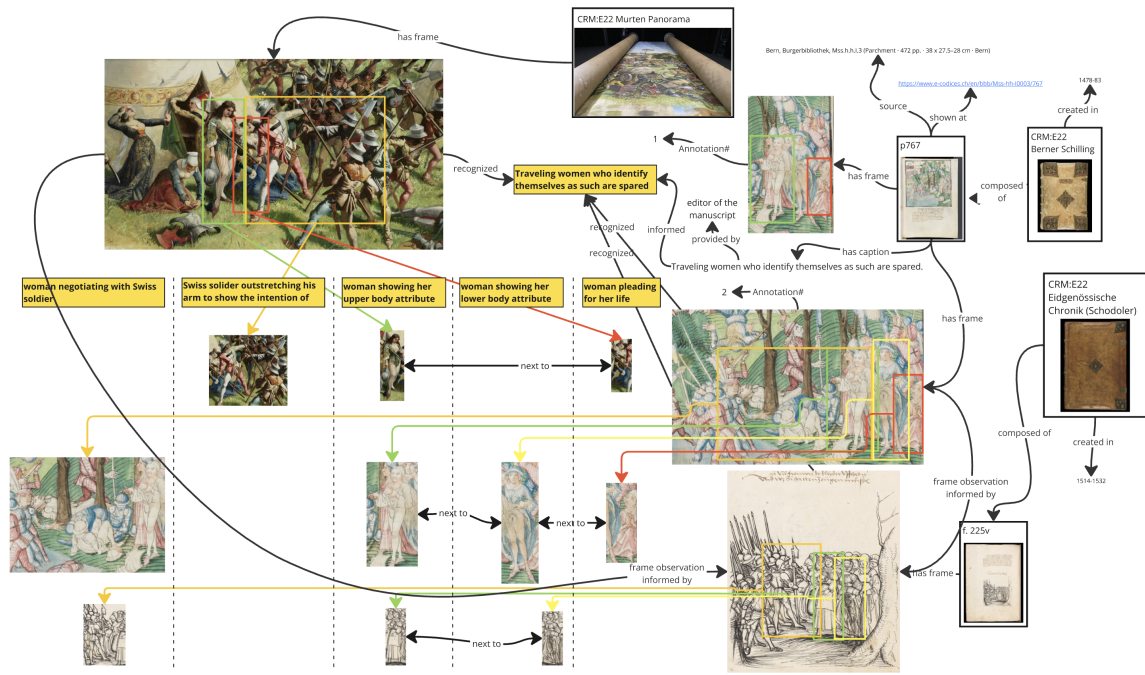 CRM:E22 Murten Panorama
has frame
Bern, Burgerbibliothek, Mss.h.h.I.3 (Parchment · 472 pp. · 38 x 27.5–28 cm · Bern)
https://www.e-codices.ch/en/bbb/Mss-hh-I0003/767
1478-83
source
shown at
created in
1
Annotation#
p767
CRM:E22
Berner Schilling
recognized
Traveling women who identify
themselves as such are spared
has frame
composed
of
editor of the
manuscript
recognized
informed
provided by
has caption
recognized
Traveling women who identify themselves as such are spared.
woman negotiating with Swiss
soldier
Swiss solider outstretching his
arm to show the intention of
woman showing her
upper body attribute
woman showing her
lower body attribute
woman pleading
for her life
2
Annotation#
CRM:E22
Eidgenössische
Chronik (Schodoler)
has frame
next to
composed of
created in
1514-1532
frame observation
informed by
next to
next to
f. 225v
frame observation
informed by
has frame
next to